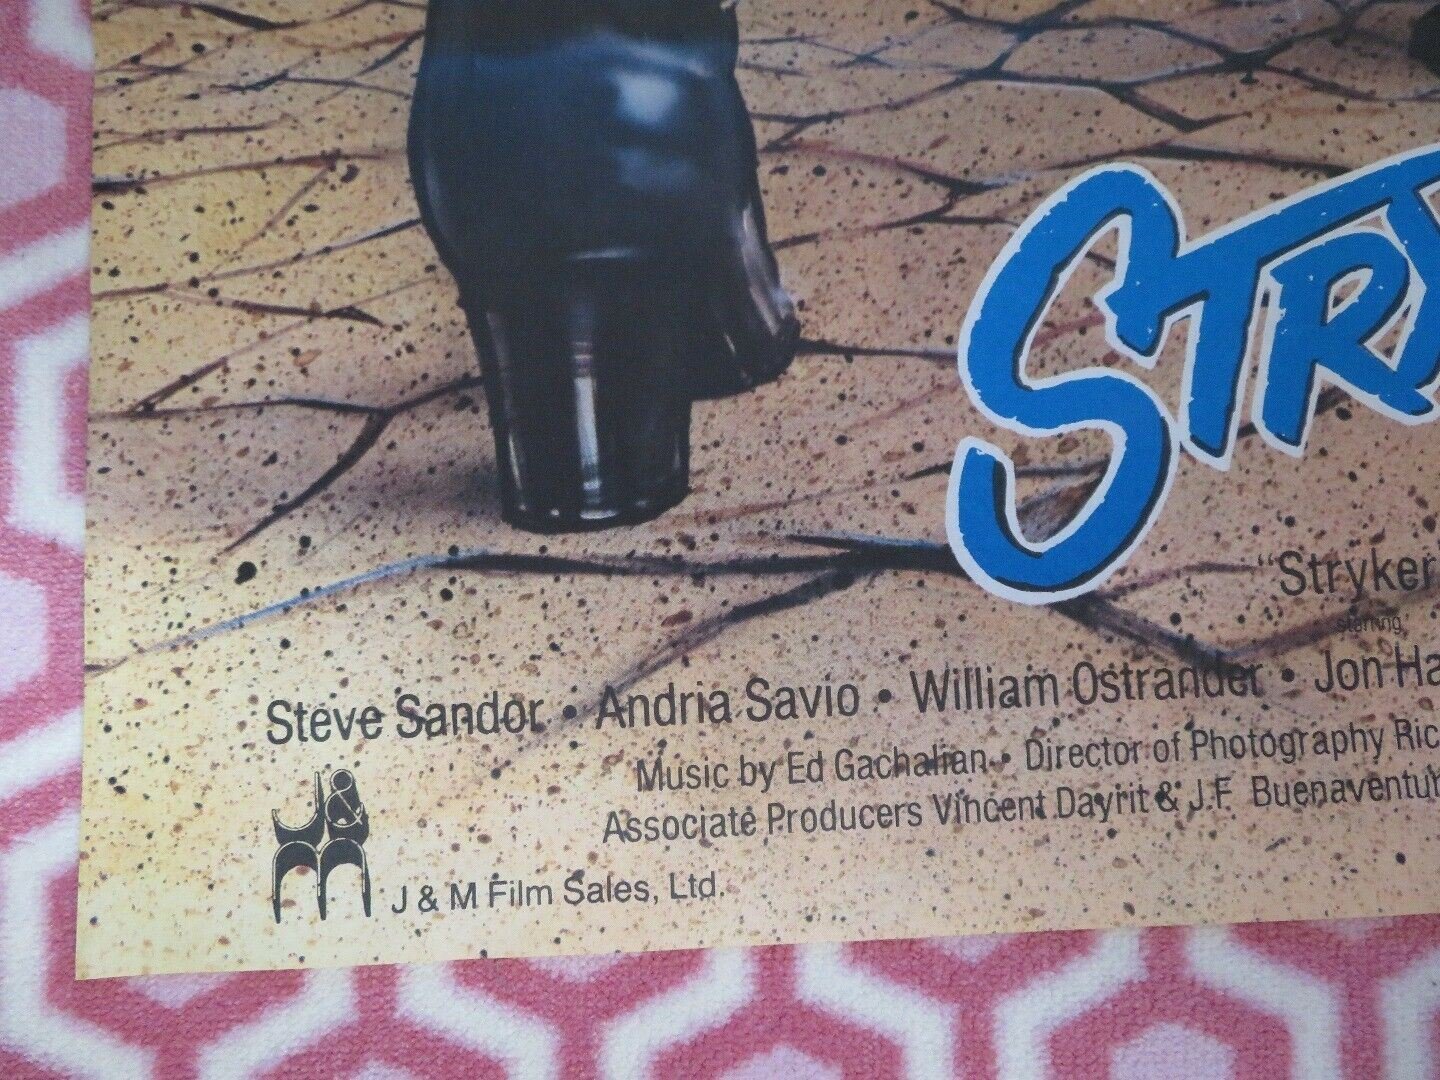 "Stryker
starring
Steve Sandor • Andria Savio • William Ostrander • Jon
Music by Ed Gachalian • Director of Photography
Associate Producers Vincent Dayrit & J.F.
J & M Film Sales, Ltd.